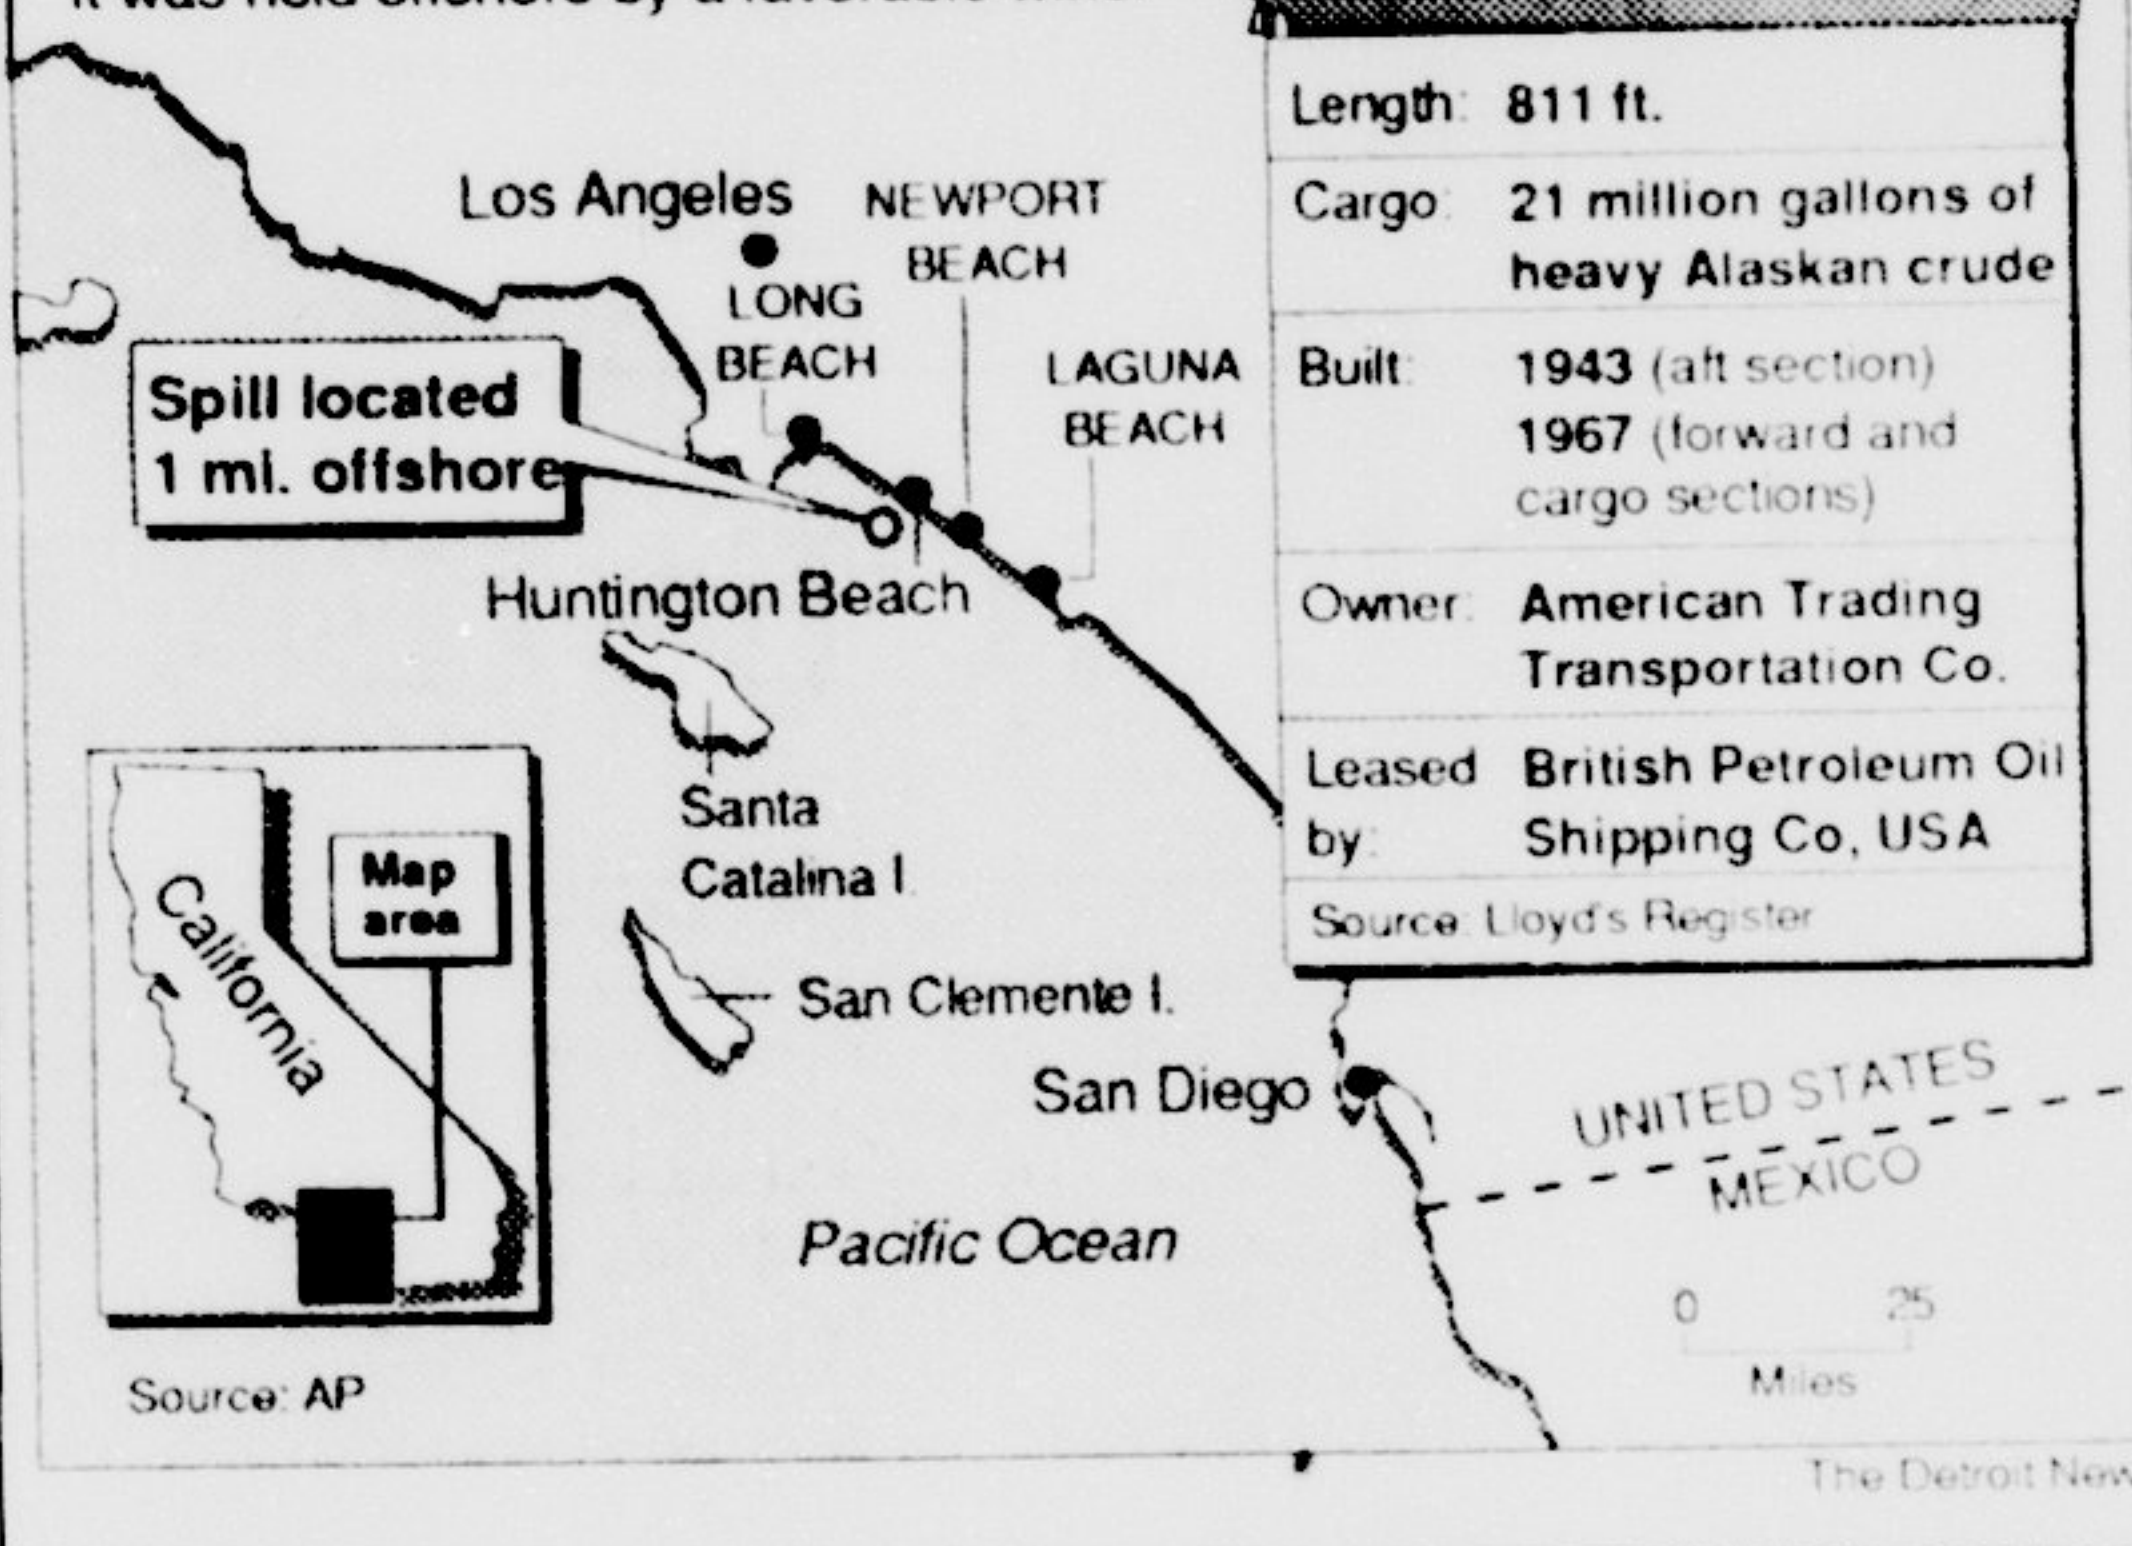 Los Angeles
NEWPORT
BEACH
LONG
BEACH
LAGUNA
BEACH
Spill located
1 mi. offshore
Huntington Beach
Santa
Catalina I
San Clemente I.
San Diego
Pacific Ocean
UNITED STATES
MEXICO
0 25
Miles
California
Map
area
Source: AP
Length: 811 ft.
Cargo: 21 million gallons of
heavy Alaskan crude
Built: 1943 (aft section)
1967 (forward and
cargo sections)
Owner: American Trading
Transportation Co.
Leased British Petroleum Oil
by: Shipping Co, USA
Source: Lloyd's Register
The Detroit New